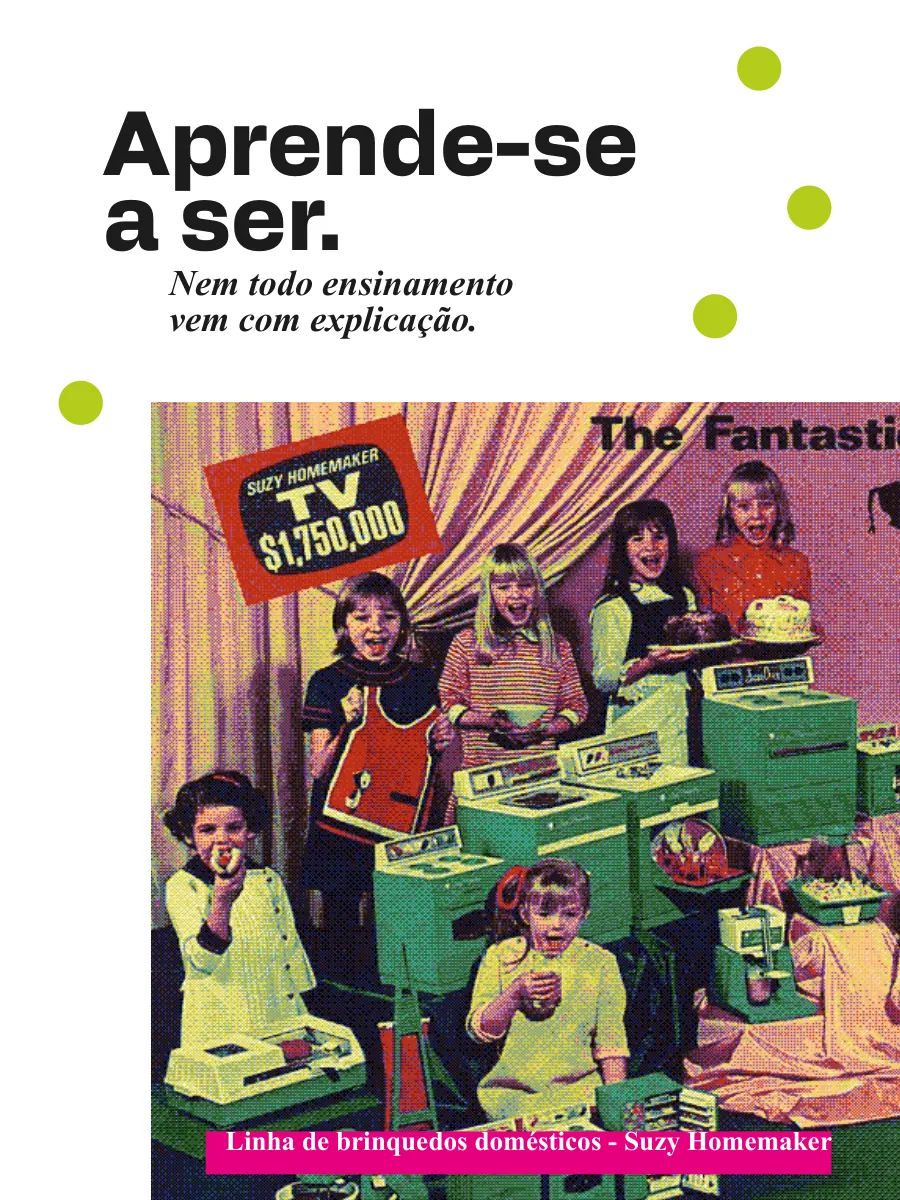 Aprende-se
a ser.
Nem todo ensinamento
vem com explicação.
The Fantasti
SUZY HOMEMAKER
TV
$1,750,000
Linha de brinquedos domésticos - Suzy Homemaker